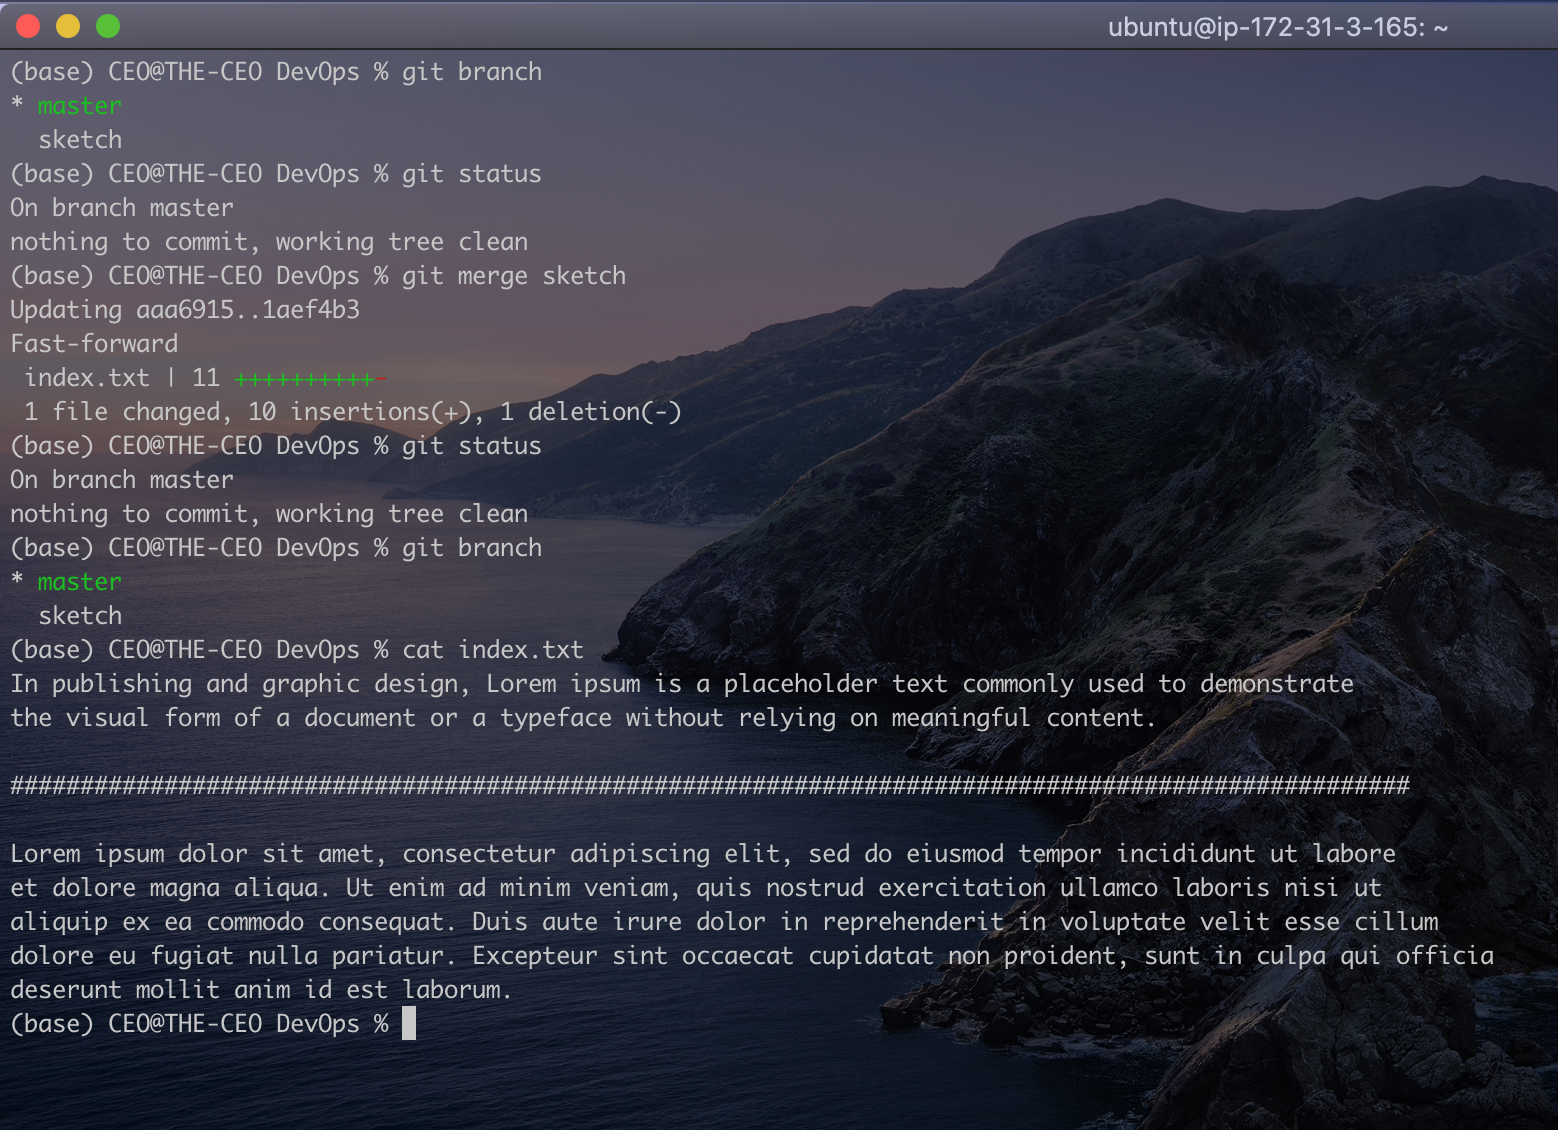 ubuntu@ip-172-31-3-165: ~
(base) CEO@THE-CEO DevOps % git branch
* master
  sketch
(base) CEO@THE-CEO DevOps % git status
On branch master
nothing to commit, working tree clean
(base) CEO@THE-CEO DevOps % git merge sketch
Updating aaa6915..1aef4b3
Fast-forward
 index.txt | 11 ++++++++++-
 1 file changed, 10 insertions(+), 1 deletion(-)
(base) CEO@THE-CEO DevOps % git status
On branch master
nothing to commit, working tree clean
(base) CEO@THE-CEO DevOps % git branch
* master
  sketch
(base) CEO@THE-CEO DevOps % cat index.txt
In publishing and graphic design, Lorem ipsum is a placeholder text commonly used to demonstrate
the visual form of a document or a typeface without relying on meaningful content.

####################################################################################################

Lorem ipsum dolor sit amet, consectetur adipiscing elit, sed do eiusmod tempor incididunt ut labore
et dolore magna aliqua. Ut enim ad minim veniam, quis nostrud exercitation ullamco laboris nisi ut
aliquip ex ea commodo consequat. Duis aute irure dolor in reprehenderit in voluptate velit esse cillum
dolore eu fugiat nulla pariatur. Excepteur sint occaecat cupidatat non proident, sunt in culpa qui officia
deserunt mollit anim id est laborum.
(base) CEO@THE-CEO DevOps %